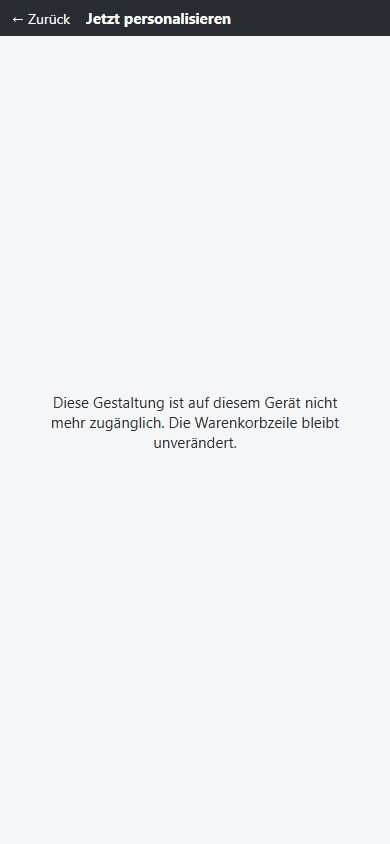 ← Zurück Jetzt personalisieren
Diese Gestaltung ist auf diesem Gerät nicht
mehr zugänglich. Die Warenkorbzeile bleibt
unverändert.